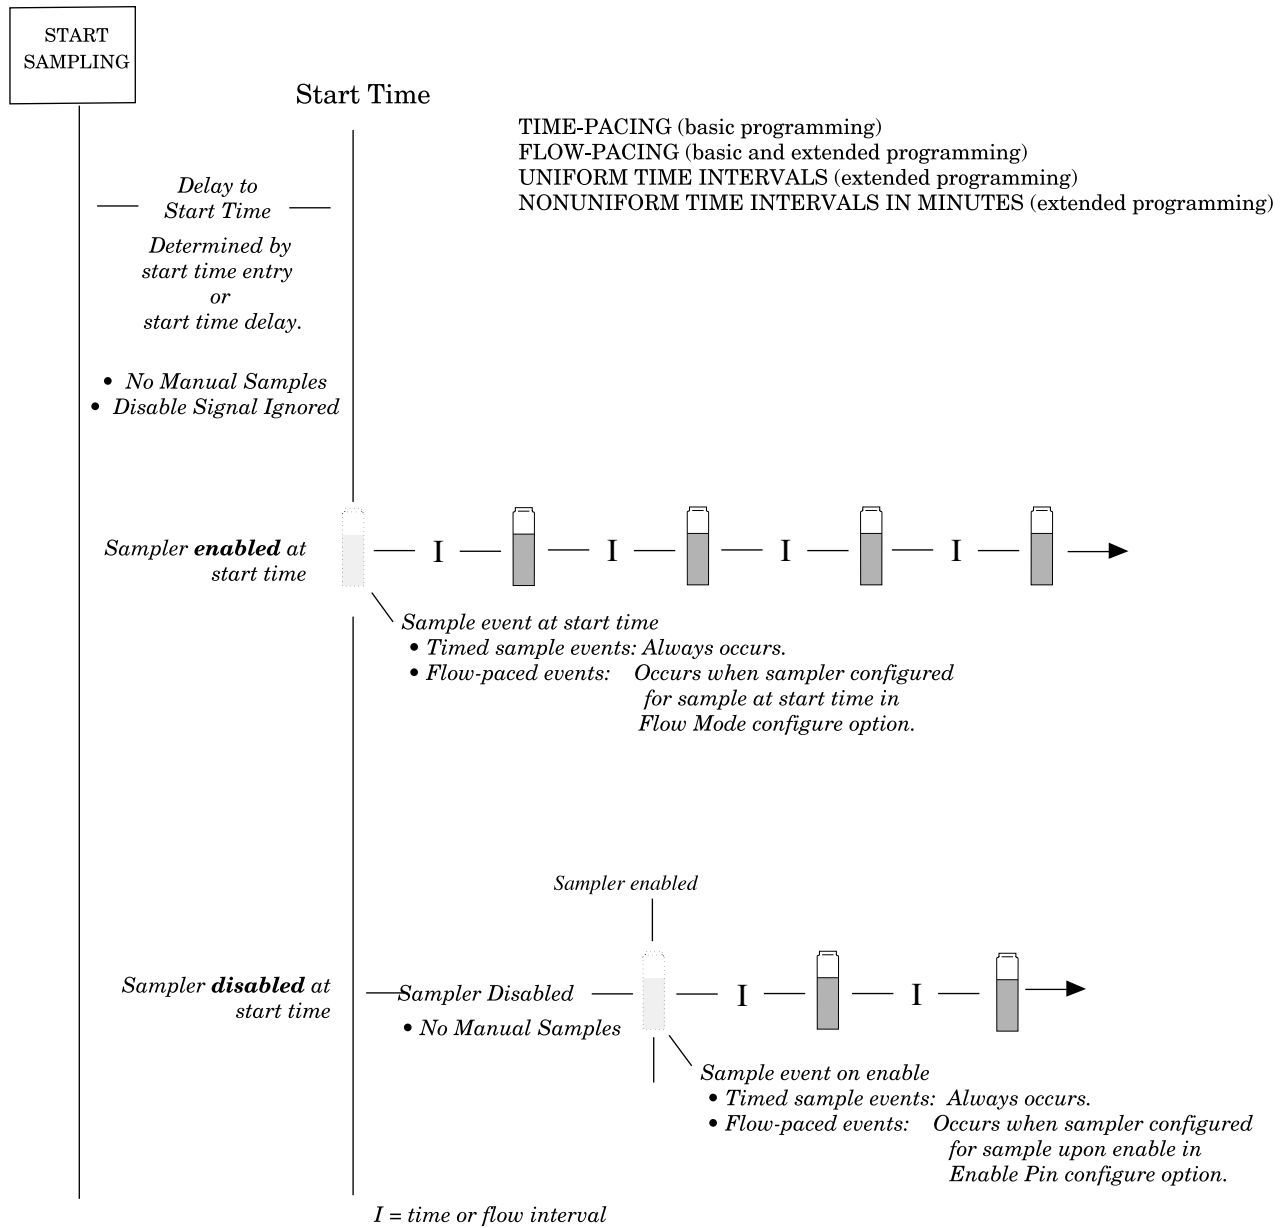 START
SAMPLING
Start Time
TIME-PACING (basic programming)
FLOW-PACING (basic and extended programming)
UNIFORM TIME INTERVALS (extended programming)
NONUNIFORM TIME INTERVALS IN MINUTES (extended programming)
Delay to
Start Time
Determined by
start time entry
or
start time delay.
• No Manual Samples
• Disable Signal Ignored
Sampler enabled at
start time
I I I I
Sample event at start time
• Timed sample events: Always occurs.
• Flow-paced events: Occurs when sampler configured
for sample at start time in
Flow Mode configure option.
Sampler enabled
Sampler disabled at
start time
Sampler Disabled
• No Manual Samples
I I
Sample event on enable
• Timed sample events: Always occurs.
• Flow-paced events: Occurs when sampler configured
for sample upon enable in
Enable Pin configure option.
I = time or flow interval